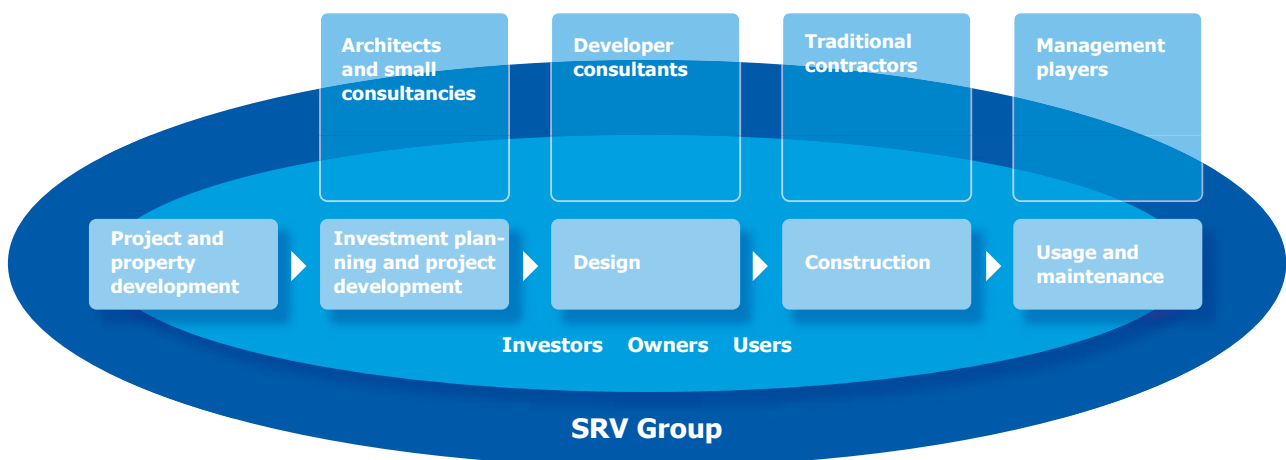 Architects
and small
consultancies
Developer
consultants
Traditional
contractors
Management
players
Project and
property
development
Investment plan-
ning and project
development
Design
Construction
Usage and
maintenance
Investors Owners Users
SRV Group